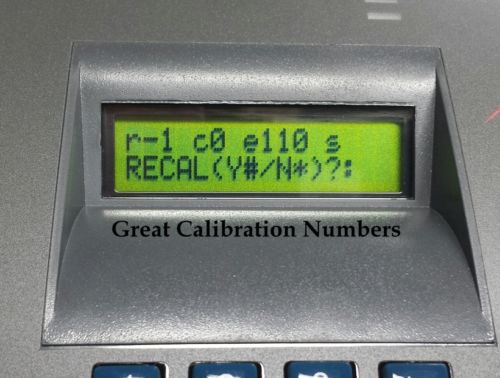 r-1 c0 e110 s
RECAL(Y#/N*)?:
Great Calibration Numbers